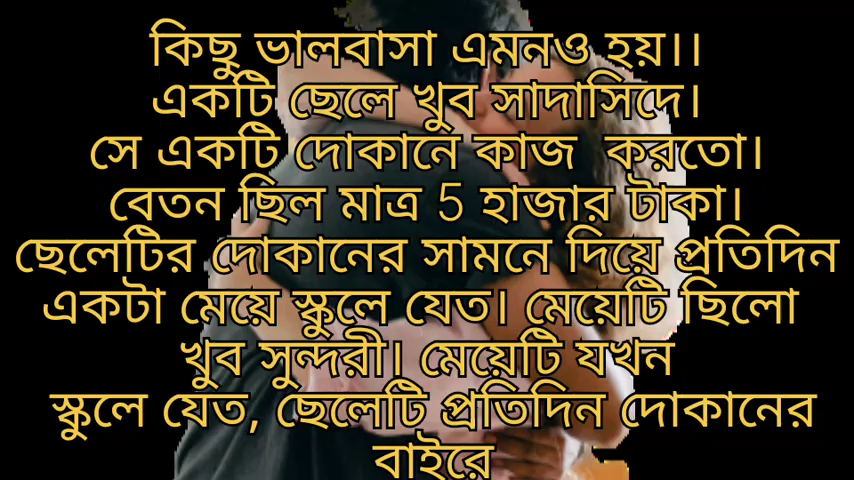 কিছু ভালবাসা এমনও হয়।।
একটি ছেলে খুব সাদাসিদে।
সে একটি দোকানে কাজ করতো।
বেতন ছিল মাত্র 5 হাজার টাকা।
ছেলেটির দোকানের সামনে দিয়ে প্রতিদিন
একটা মেয়ে স্কুলে যেত। মেয়েটি ছিলো
খুব সুন্দরী। মেয়েটি যখন
স্কুলে যেত, ছেলেটি প্রতিদিন দোকানের
বাইরে